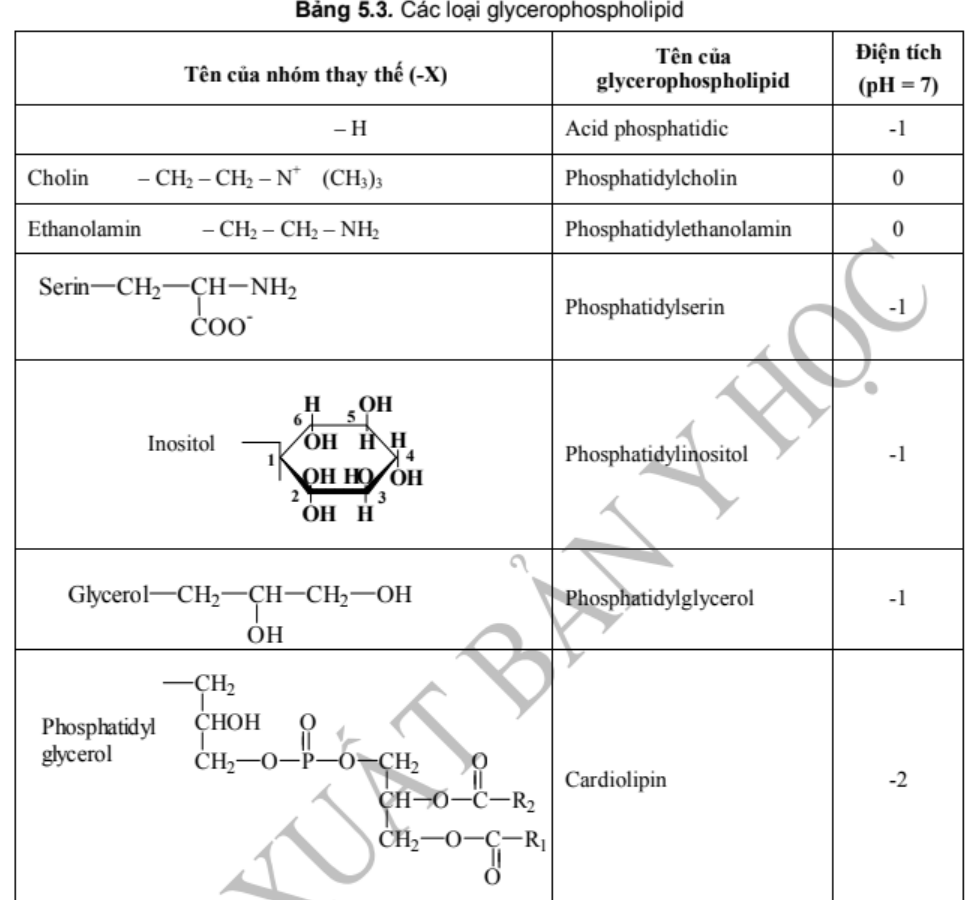 Bảng 5.3. Các loại glycerophospholipid
Tên của nhóm thay thế (-X)
Tên của
glycerophospholipid
Điện tích
(pH = 7)
– H
Acid phosphatidic
-1
Cholin – CH₂ – CH₂ – N⁺ (CH₃)₃
Phosphatidylcholin
0
Ethanolamin – CH₂ – CH₂ – NH₂
Phosphatidylethanolamin
0
Serin—CH₂—CH—NH₂
COO⁻
Phosphatidylserin
-1
H OH
6 5
OH H H
Inositol
1 4
OH HO OH
2 3
OH H
Phosphatidylinositol
-1
Glycerol—CH₂—CH—CH₂—OH
OH
Phosphatidylglycerol
-1
—CH₂
Phosphatidyl CHOH O
glycerol CH₂—O—P—O—CH₂ O
CH—O—C—R₂
CH₂—O—C—R₁
O
Cardiolipin
-2
XUẤT BẢN Y HỌC